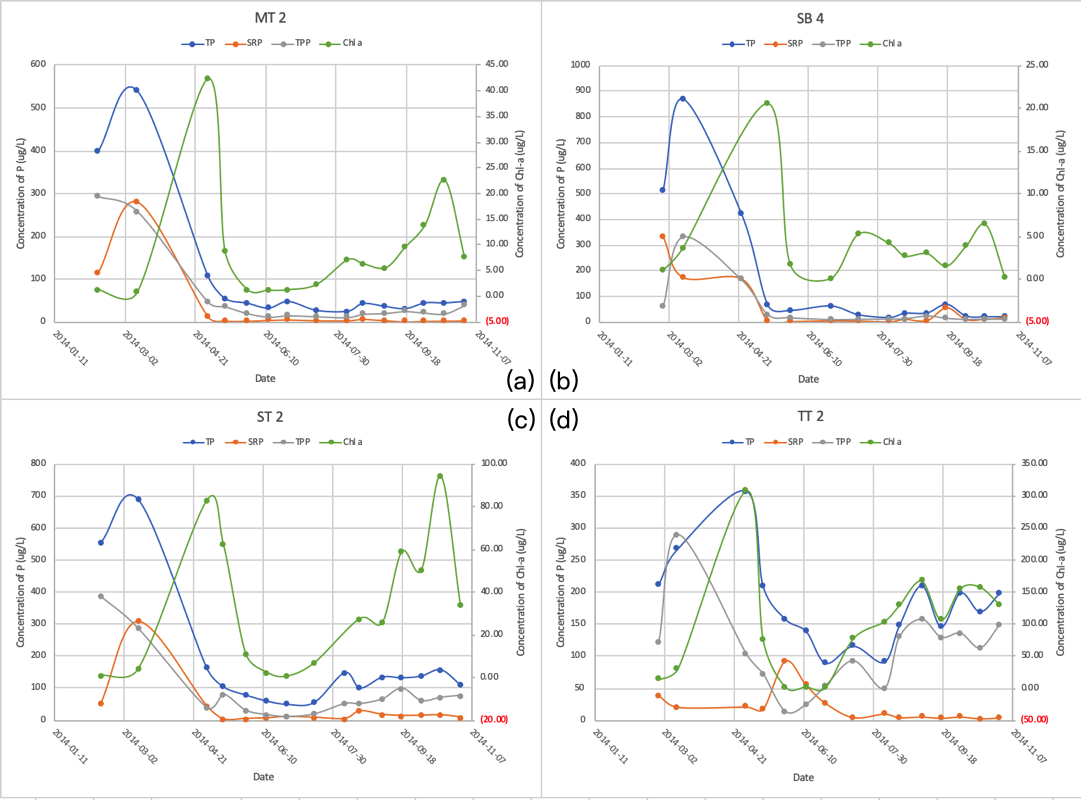 MT 2
TP SRP TPP Chl a
600 45.00
40.00
500 35.00
400 30.00
25.00
300 20.00
15.00
200 10.00
100 5.00
0.00
0 (5.00)
Concentration of P (ug/L)
Concentration of Chl-a (ug/L)
2014-01-11 2014-03-02 2014-04-21 2014-06-10 2014-07-30 2014-09-18 2014-11-07
Date
(a)
SB 4
TP SRP TPP Chl a
1000 25.00
900
800 20.00
700
600 15.00
500 10.00
400
300 5.00
200 0.00
100
0 (5.00)
Concentration of P (ug/L)
Concentration of Chl-a (ug/L)
2014-01-11 2014-03-02 2014-04-21 2014-06-10 2014-07-30 2014-09-18 2014-11-07
Date
(b)
ST 2
(c)
TP SRP TPP Chl a
800 100.00
700 80.00
600
500 60.00
400 40.00
300
200 20.00
100 0.00
0 (20.00)
Concentration of P (ug/L)
Concentration of Chl-a (ug/L)
2014-01-11 2014-03-02 2014-04-21 2014-06-10 2014-07-30 2014-09-18 2014-11-07
Date
(d)
TT 2
TP SRP TPP Chl a
400 350.00
350 300.00
300 250.00
250 200.00
200 150.00
150 100.00
100 50.00
50 0.00
0 (50.00)
Concentration of P (ug/L)
Concentration of Chl-a (ug/L)
2014-01-11 2014-03-02 2014-04-21 2014-06-10 2014-07-30 2014-09-18 2014-11-07
Date